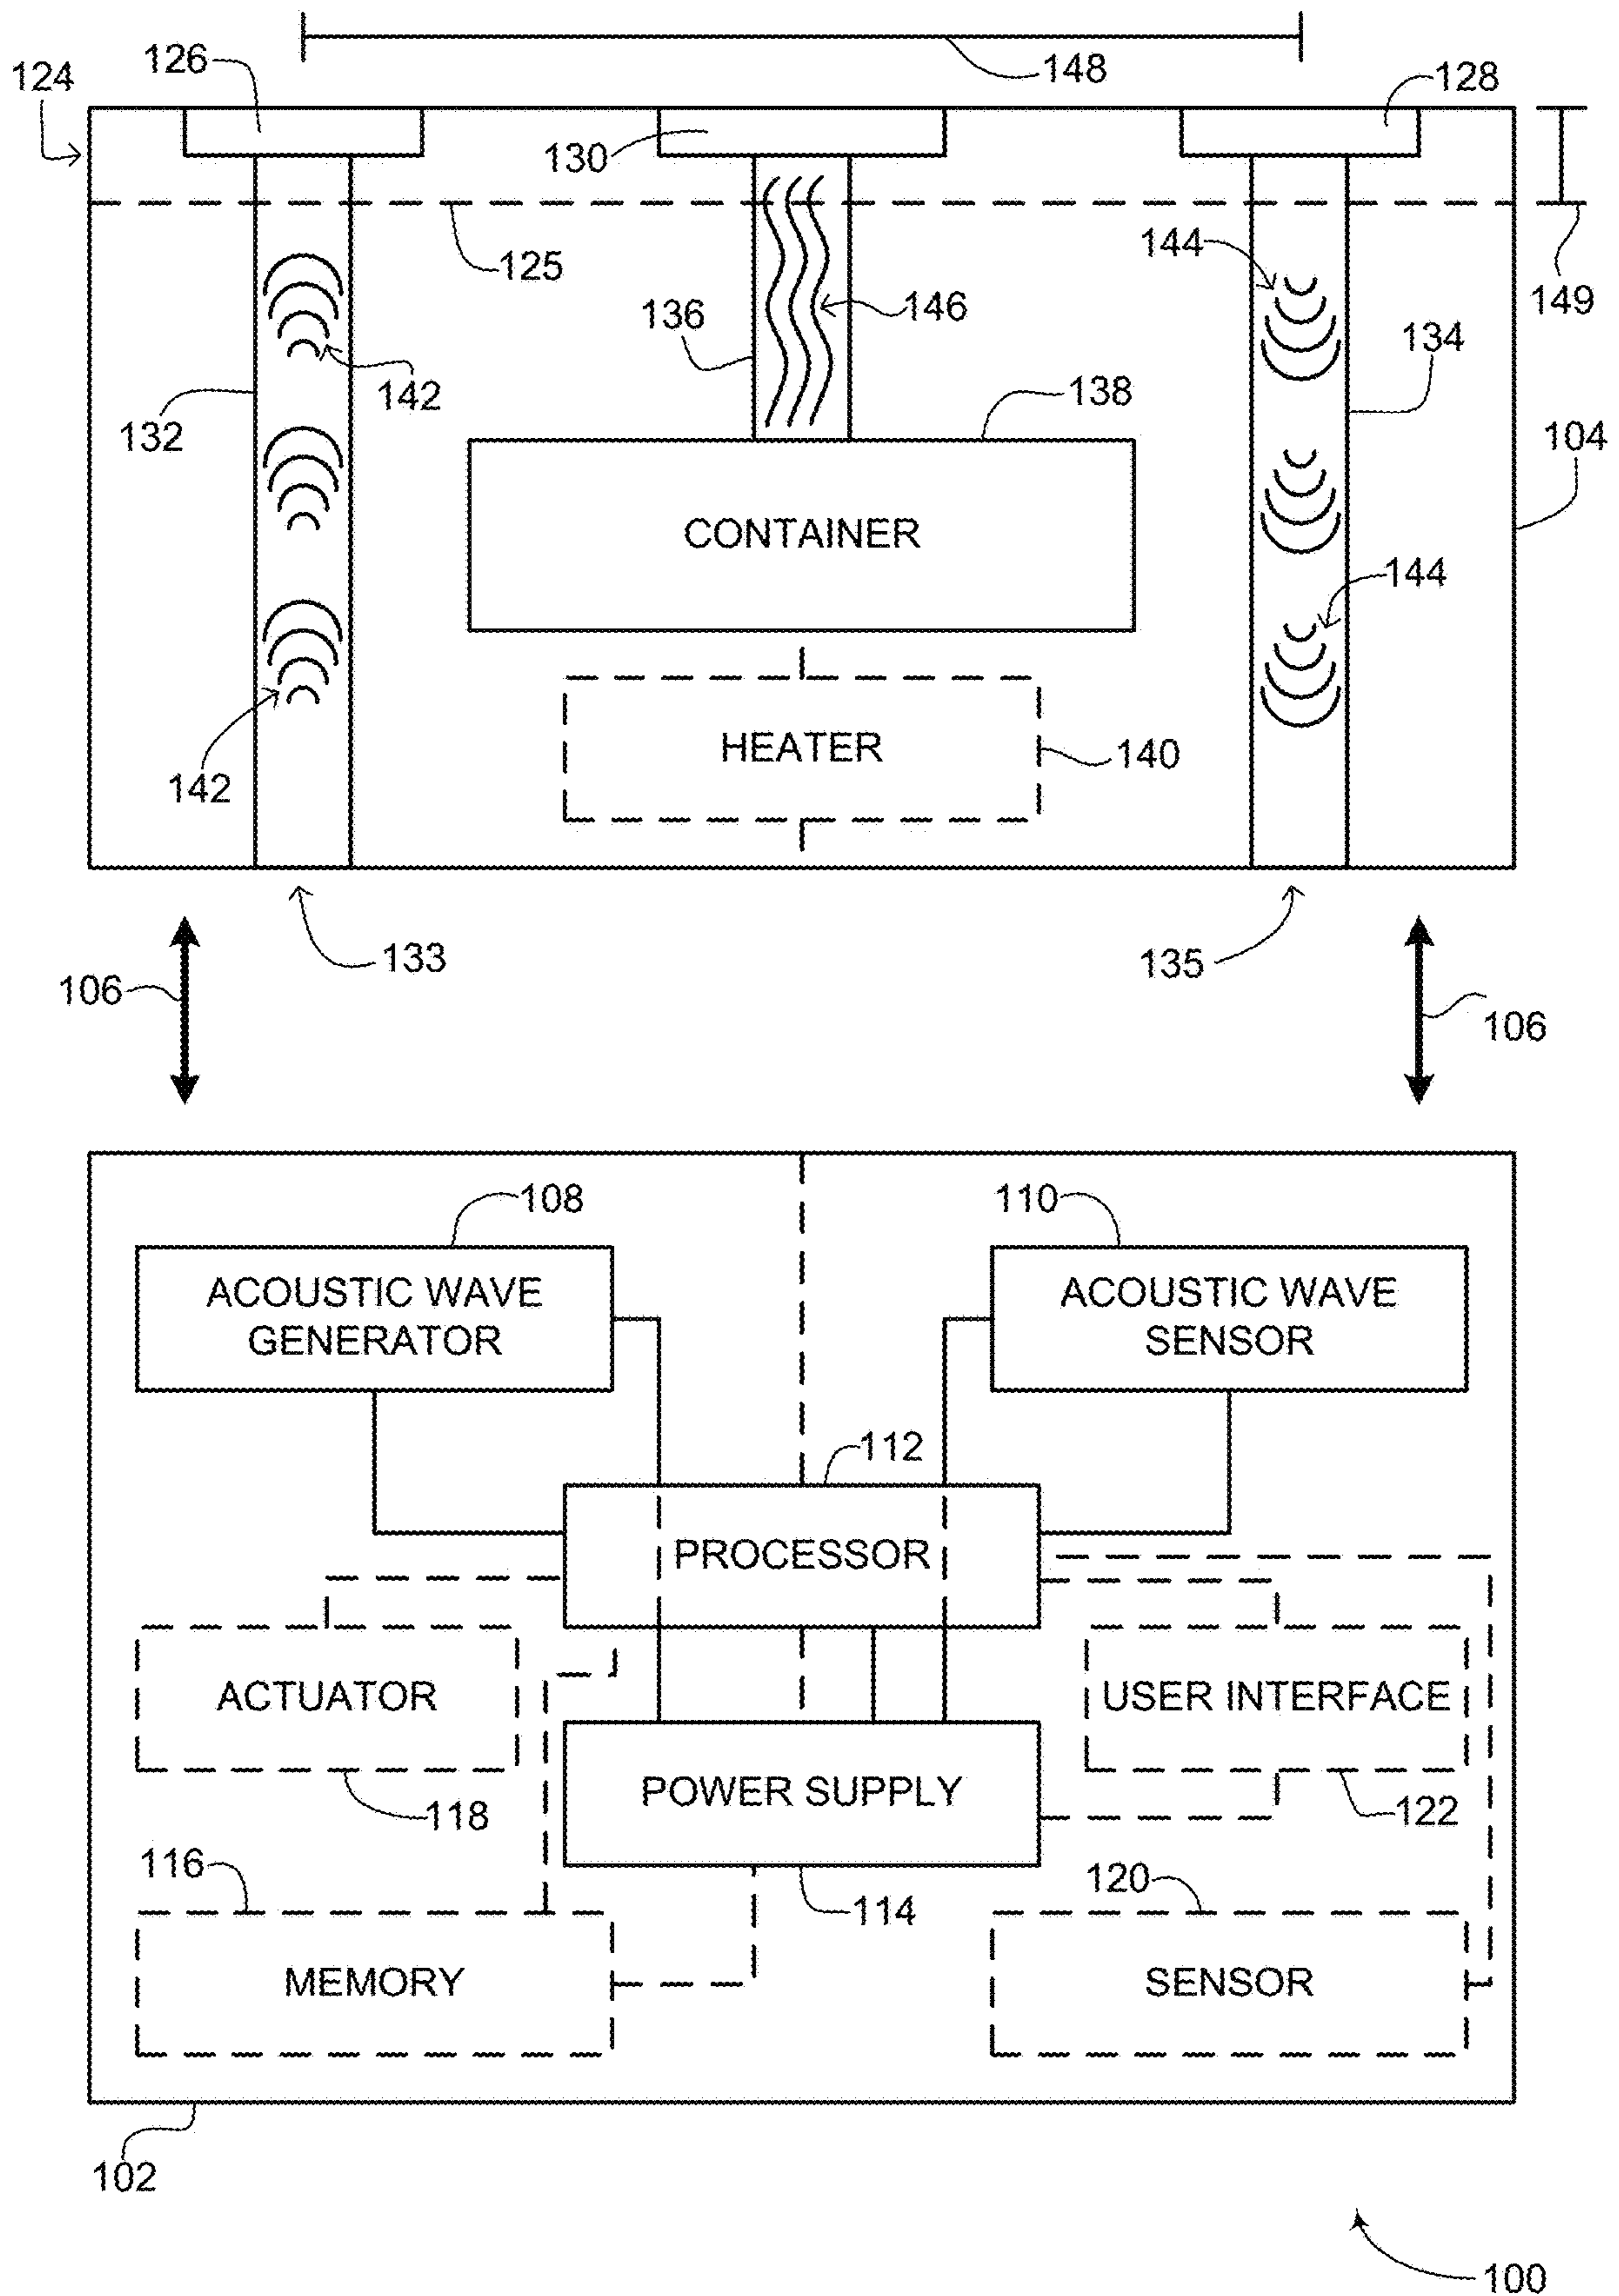 148
126
124
128
130
125
144
149
146
136
134
142
138
132
104
CONTAINER
144
HEATER
140
142
133
135
106
106
108
110
ACOUSTIC WAVE
GENERATOR
ACOUSTIC WAVE
SENSOR
112
PROCESSOR
ACTUATOR
USER INTERFACE
POWER SUPPLY
118
122
116
120
114
MEMORY
SENSOR
102
100